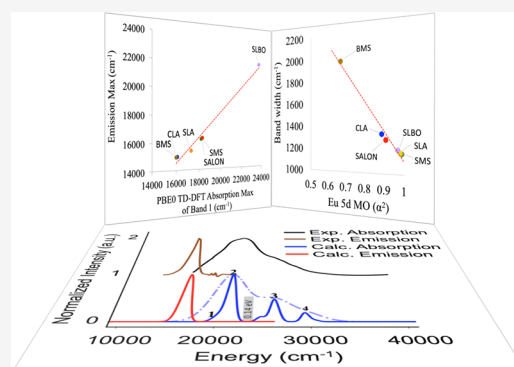 24000
22000
20000
18000
16000
14000
Emission Max (cm⁻¹)
SLBO
CLA
SLA
BMS
SMS
SALON
14000 16000 18000 20000 22000 24000
PBE0 TD-DFT Absorption Max
of Band 1 (cm⁻¹)
2200
2000
1800
1600
1400
1200
1000
Band width (cm⁻¹)
BMS
CLA
SLBO
SLA
SALON
SMS
0.5 0.6 0.7 0.8 0.9 1
Eu 5d MO (α²)
Normalized Intensity (a.u.)
2
1
0
Exp. Absorption
Exp. Emission
Calc. Absorption
Calc. Emission
1
2
3
4
0.14 eV
10000 20000 30000 40000
Energy (cm⁻¹)